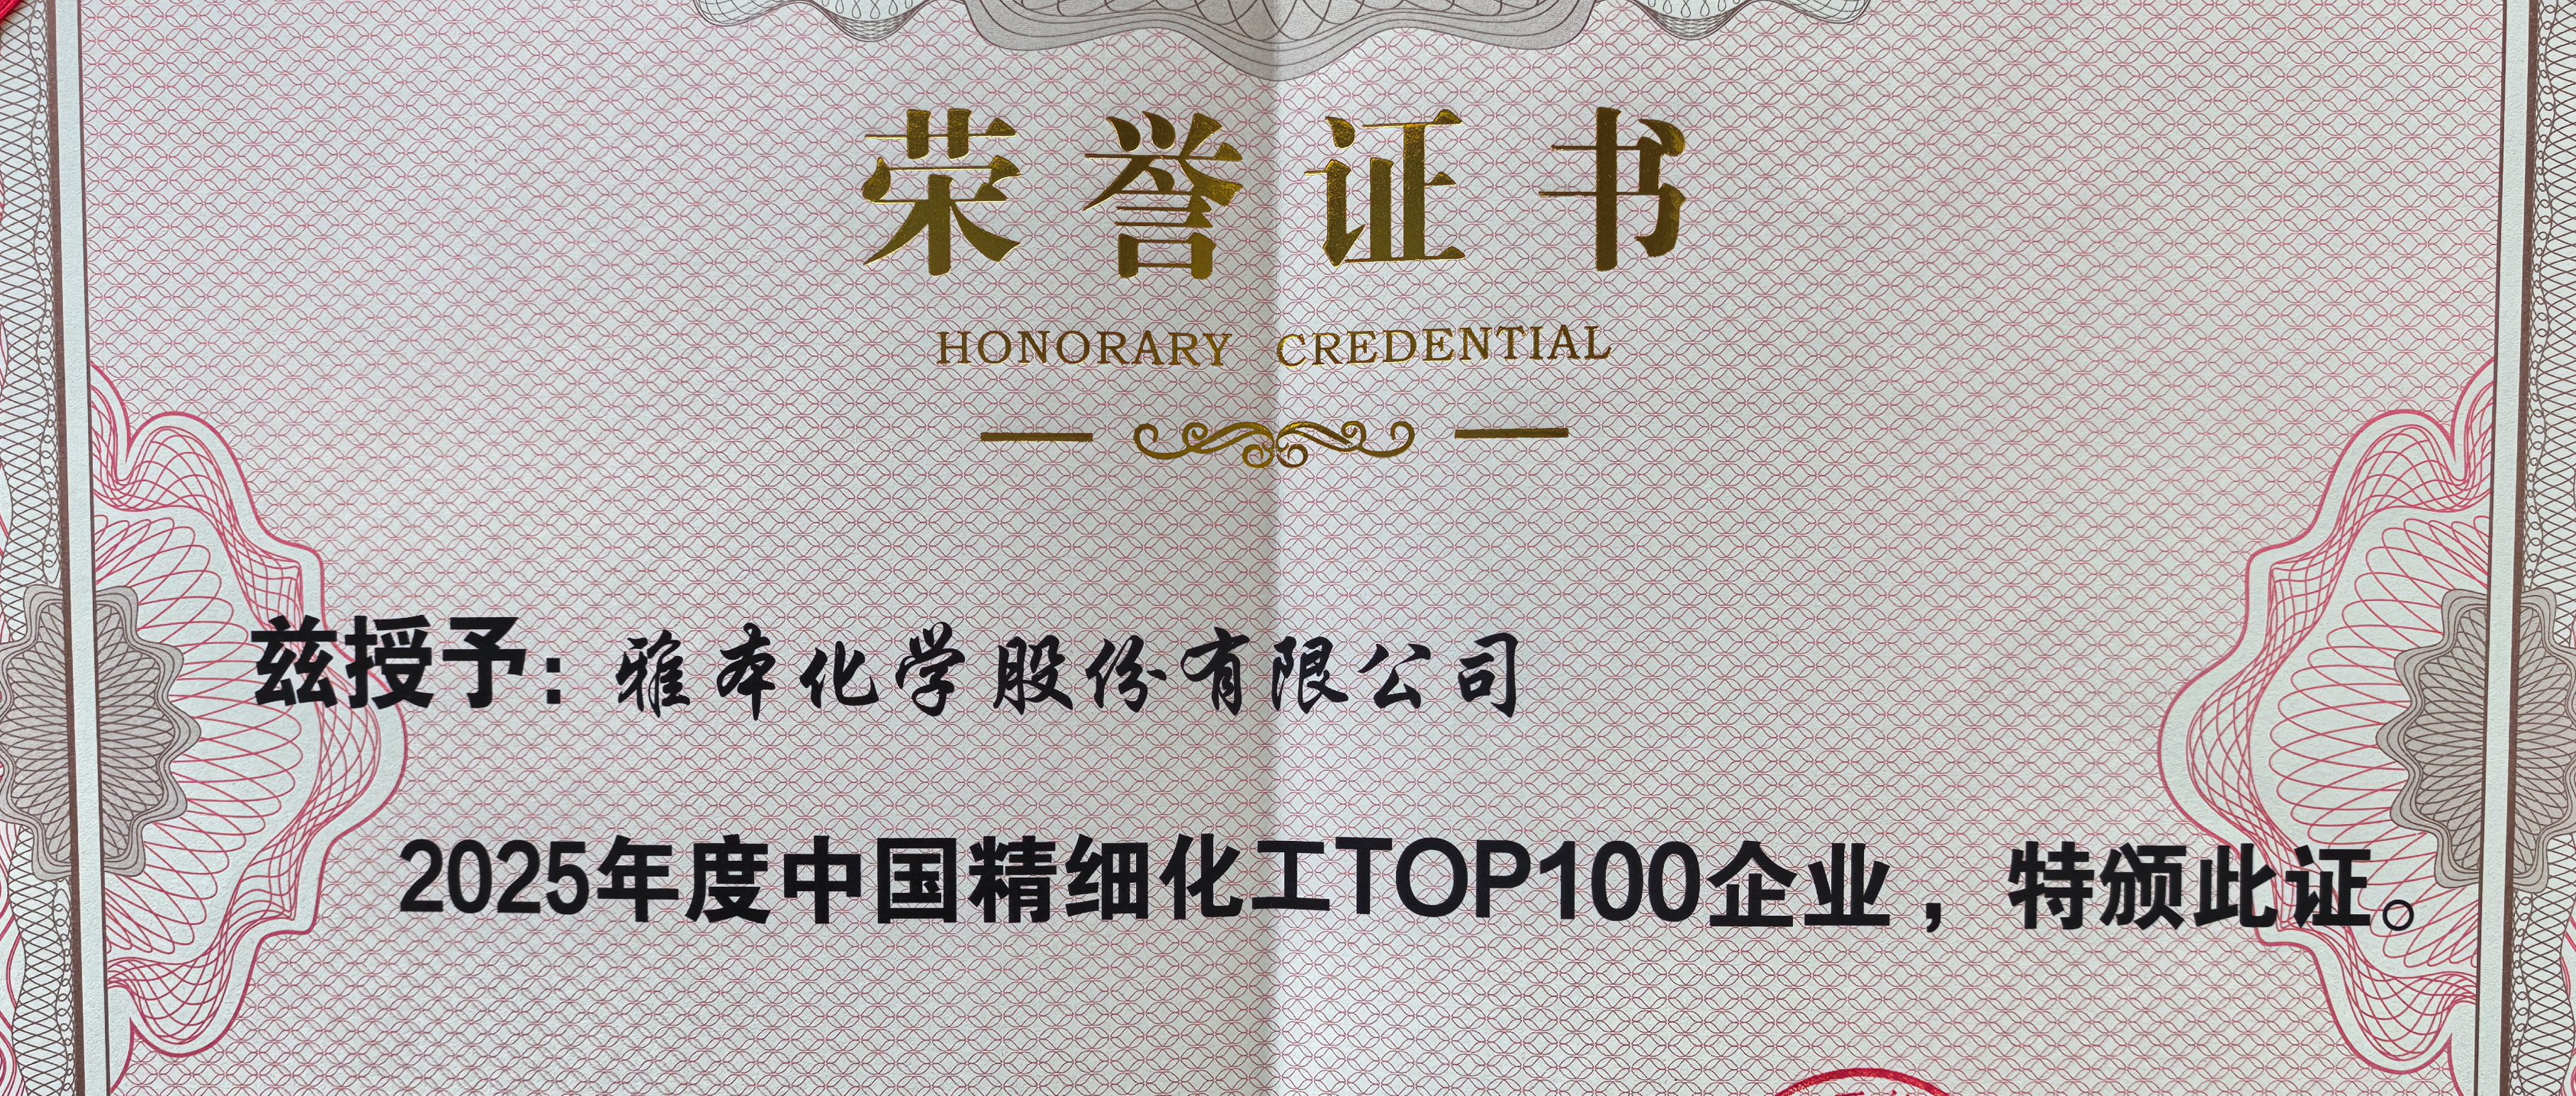 荣誉证书
HONORARY CREDENTIAL
兹授予：雅本化学股份有限公司
2025年度中国精细化工TOP100企业，特颁此证。